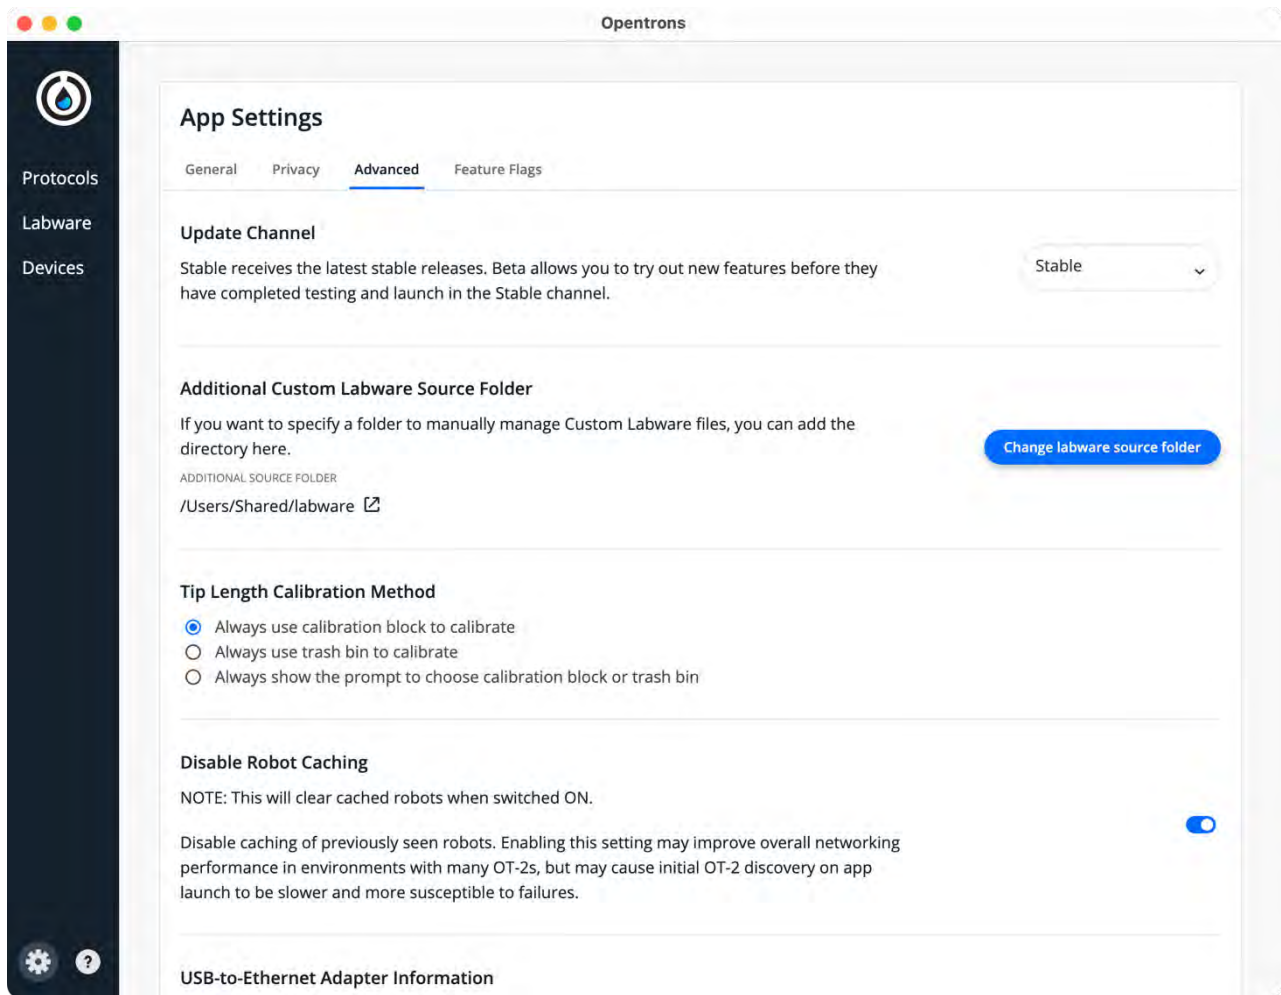 Opentrons
Protocols
Labware
Devices
App Settings
General Privacy Advanced Feature Flags
Update Channel
Stable receives the latest stable releases. Beta allows you to try out new features before they
have completed testing and launch in the Stable channel.
Stable
Additional Custom Labware Source Folder
If you want to specify a folder to manually manage Custom Labware files, you can add the
directory here.
Change labware source folder
ADDITIONAL SOURCE FOLDER
/Users/Shared/labware
Tip Length Calibration Method
Always use calibration block to calibrate
Always use trash bin to calibrate
Always show the prompt to choose calibration block or trash bin
Disable Robot Caching
NOTE: This will clear cached robots when switched ON.
Disable caching of previously seen robots. Enabling this setting may improve overall networking
performance in environments with many OT-2s, but may cause initial OT-2 discovery on app
launch to be slower and more susceptible to failures.
USB-to-Ethernet Adapter Information
?